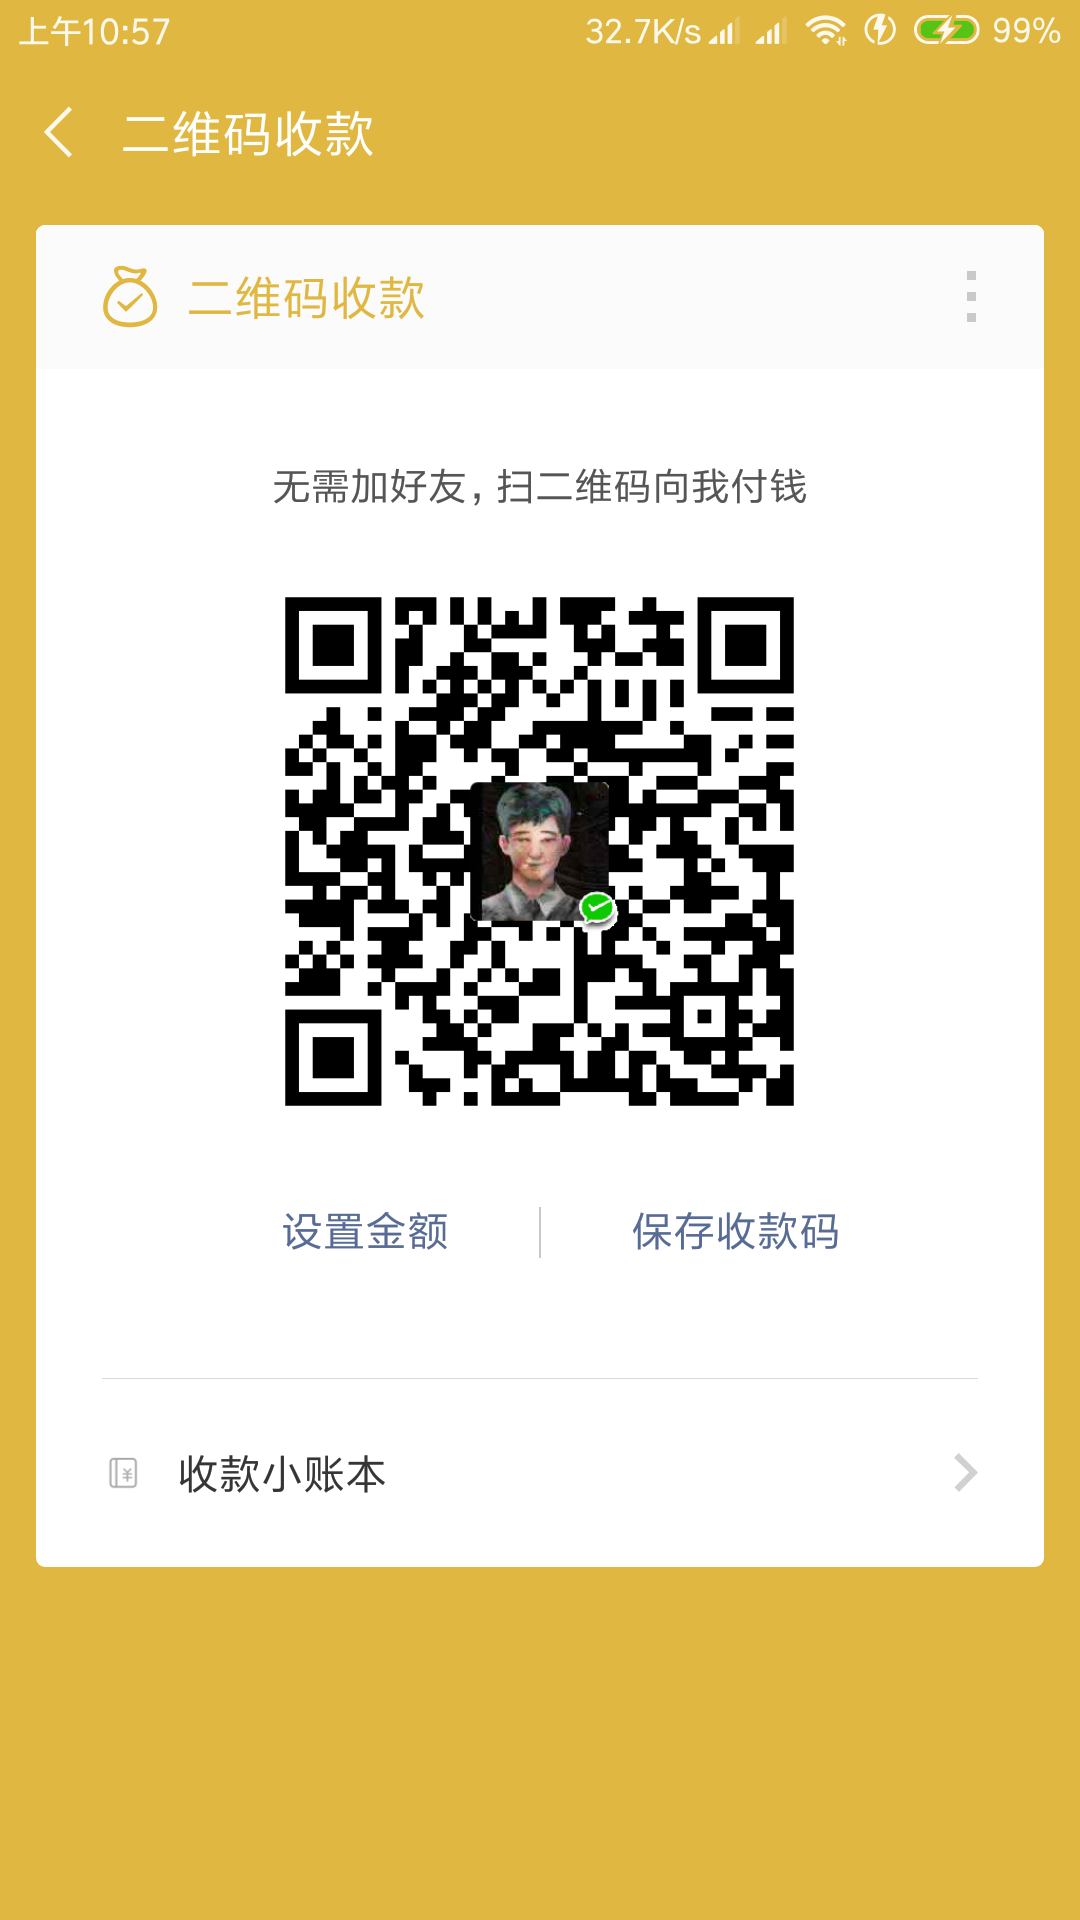 上午10:57 32.7K/s 99%
二维码收款
二维码收款
无需加好友，扫二维码向我付钱
设置金额 保存收款码
收款小账本